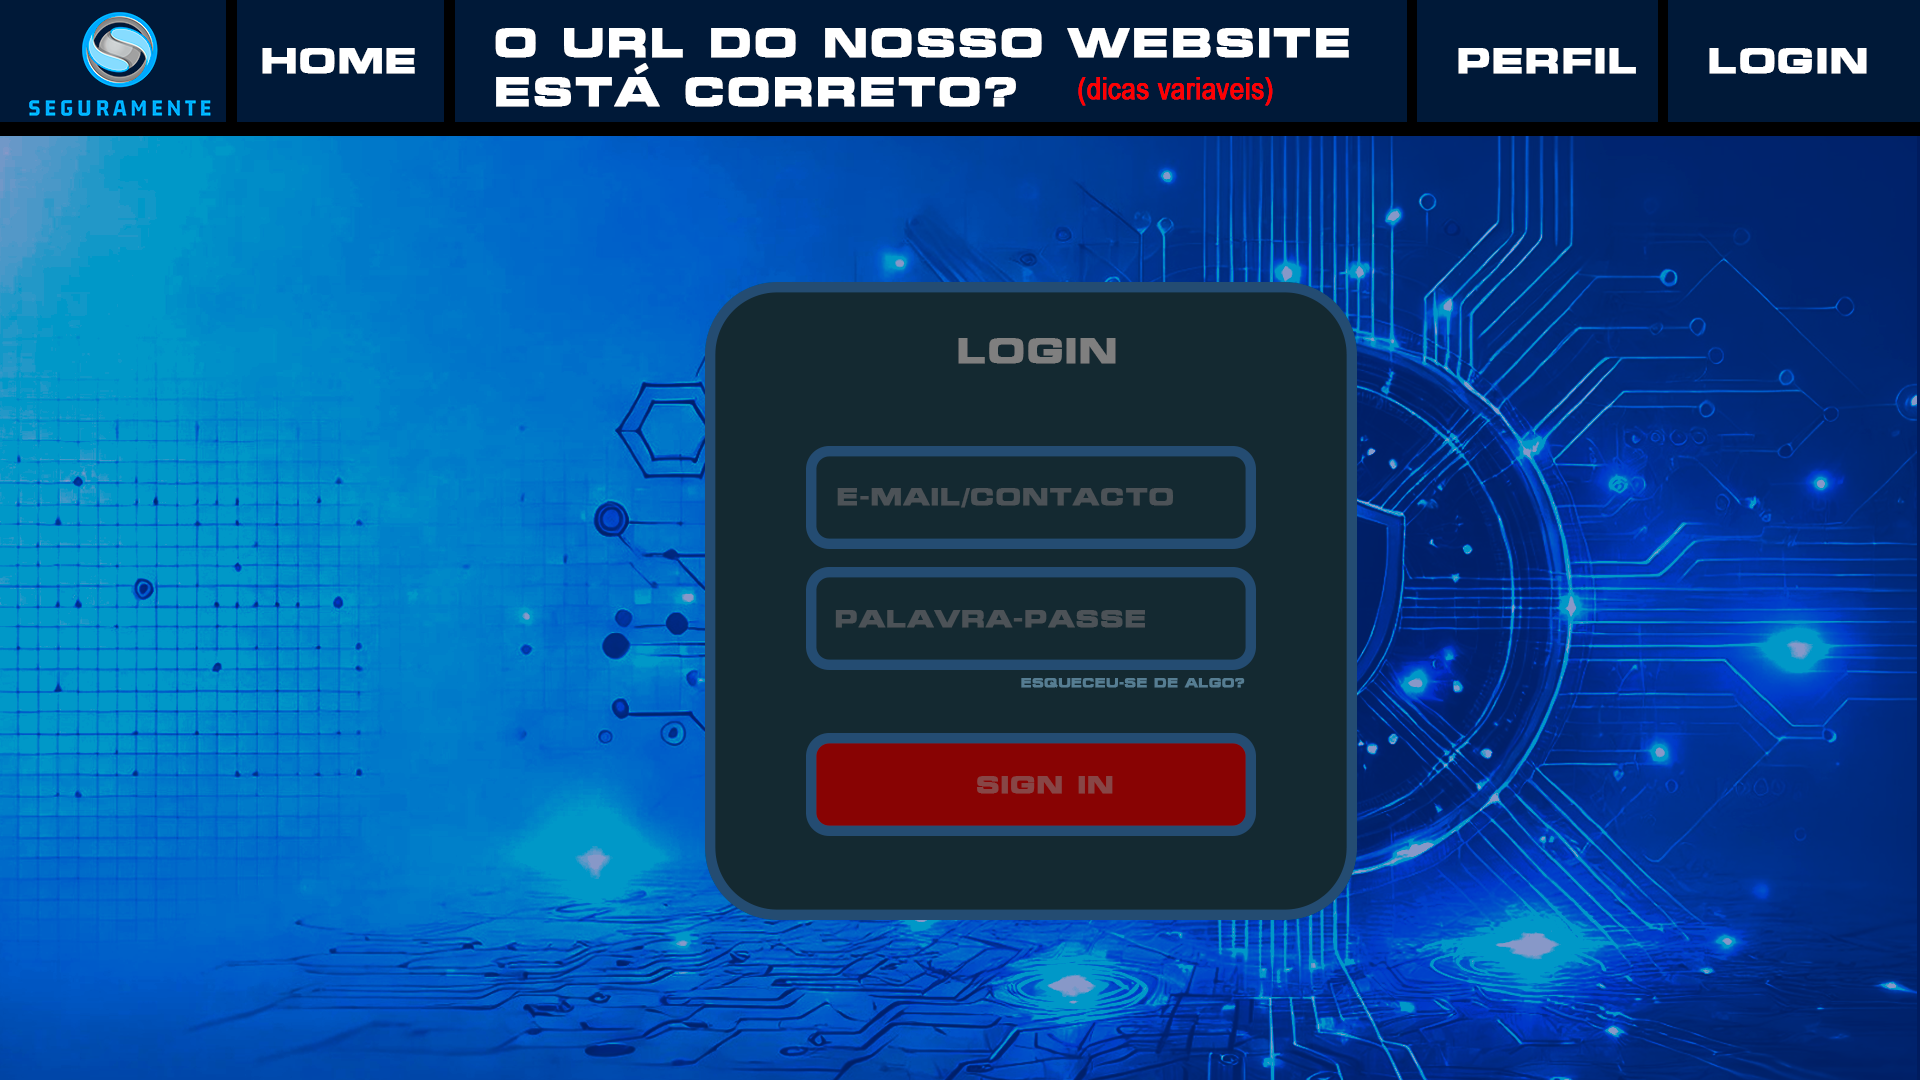 SEGURAMENTE
HOME
O URL DO NOSSO WEBSITE
ESTÁ CORRETO? (dicas variaveis)
PERFIL
LOGIN
LOGIN
E-MAIL/CONTACTO
PALAVRA-PASSE
ESQUECEU-SE DE ALGO?
SIGN IN